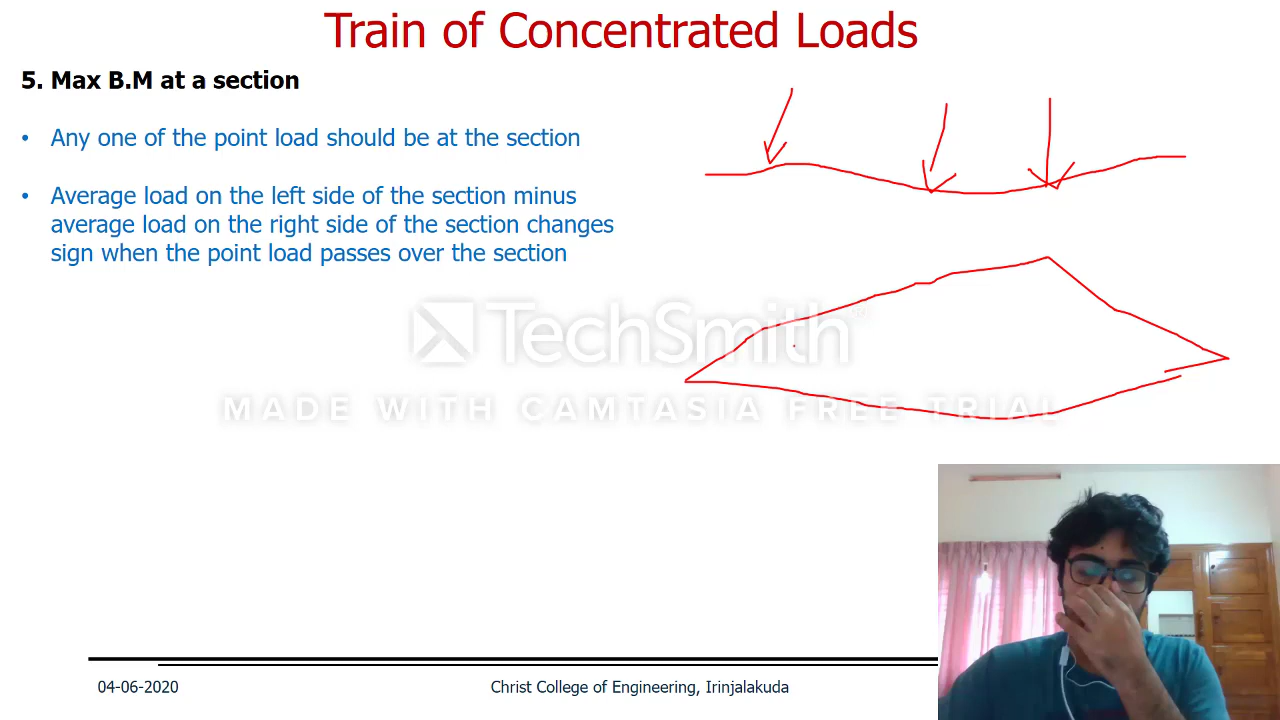 Train of Concentrated Loads
5. Max B.M at a section
• Any one of the point load should be at the section
• Average load on the left side of the section minus
average load on the right side of the section changes
sign when the point load passes over the section
TechSmith
MADE WITH CAMTASIA FREE TRIAL
04-06-2020
Christ College of Engineering, Irinjalakuda